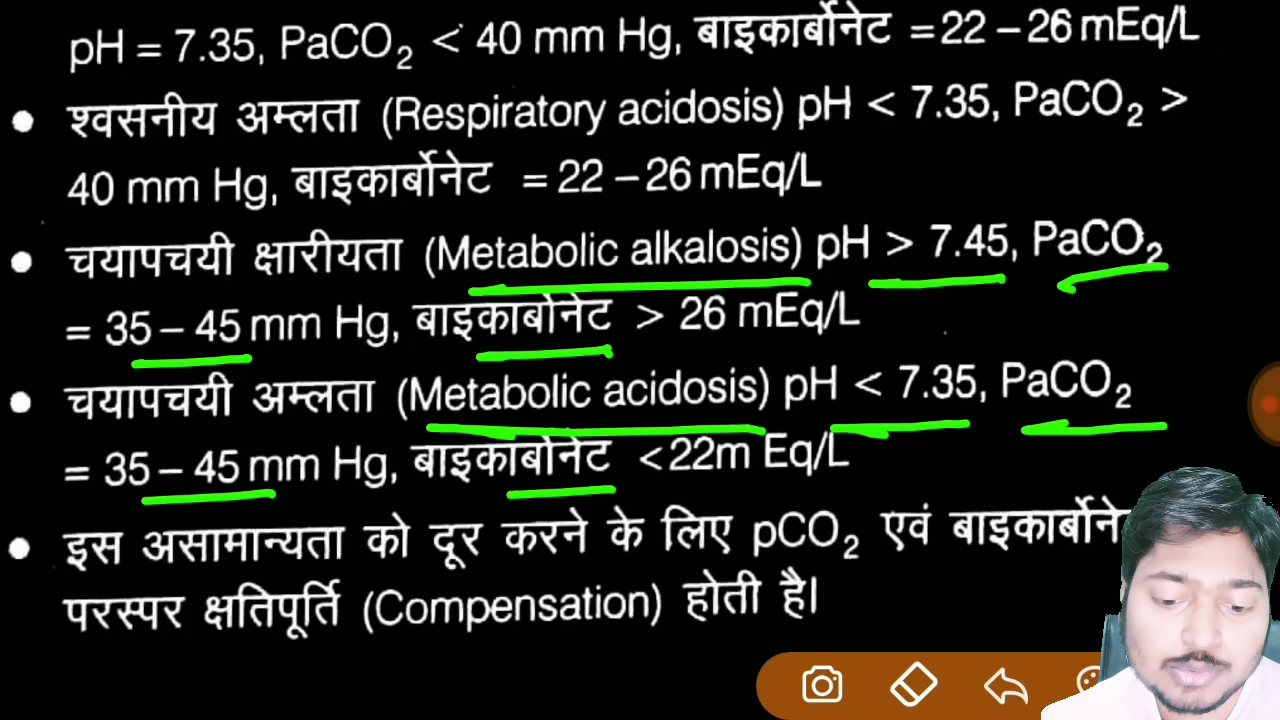 pH = 7.35, PaCO₂ < 40 mm Hg, बाइकार्बोनेट = 22 – 26 mEq/L
• श्वसनीय अम्लता (Respiratory acidosis) pH < 7.35, PaCO₂ >
40 mm Hg, बाइकार्बोनेट = 22 – 26 mEq/L
• चयापचयी क्षारीयता (Metabolic alkalosis) pH > 7.45, PaCO₂
= 35 – 45 mm Hg, बाइकार्बोनेट > 26 mEq/L
• चयापचयी अम्लता (Metabolic acidosis) pH < 7.35, PaCO₂
= 35 – 45 mm Hg, बाइकार्बोनेट <22m Eq/L
• इस असामान्यता को दूर करने के लिए pCO₂ एवं
परस्पर क्षतिपूर्ति (Compensation) होती है।